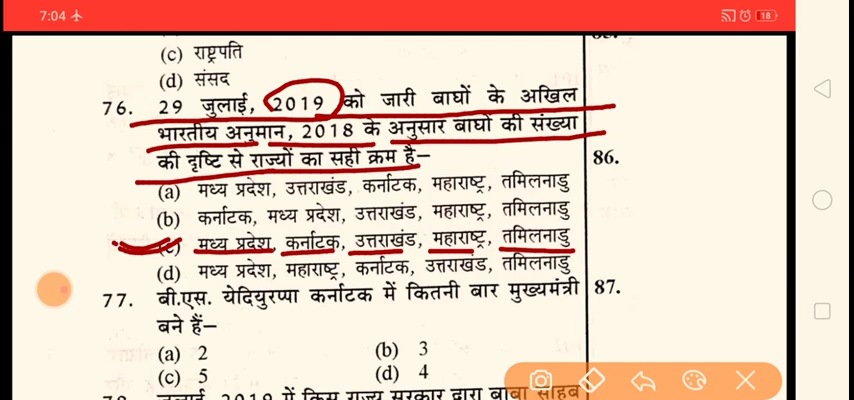 7:04
18
(c) राष्ट्रपति
(d) संसद
76. 29 जुलाई, 2019 को जारी बाघों के अखिल
भारतीय अनुमान, 2018 के अनुसार बाघों की संख्या
की दृष्टि से राज्यों का सही क्रम है–
(a) मध्य प्रदेश, उत्तराखंड, कर्नाटक, महाराष्ट्र, तमिलनाडु
(b) कर्नाटक, मध्य प्रदेश, उत्तराखंड, महाराष्ट्र, तमिलनाडु
मध्य प्रदेश, कर्नाटक, उत्तराखंड, महाराष्ट्र, तमिलनाडु
(d) मध्य प्रदेश, महाराष्ट्र, कर्नाटक, उत्तराखंड, तमिलनाडु
77. बी.एस. येदियुरप्पा कर्नाटक में कितनी बार मुख्यमंत्री
बने हैं–
(a) 2 (b) 3
(c) 5 (d) 4
जुलाई, 2019 में किस राज्य सरकार द्वारा बाबा साहब
86.
87.